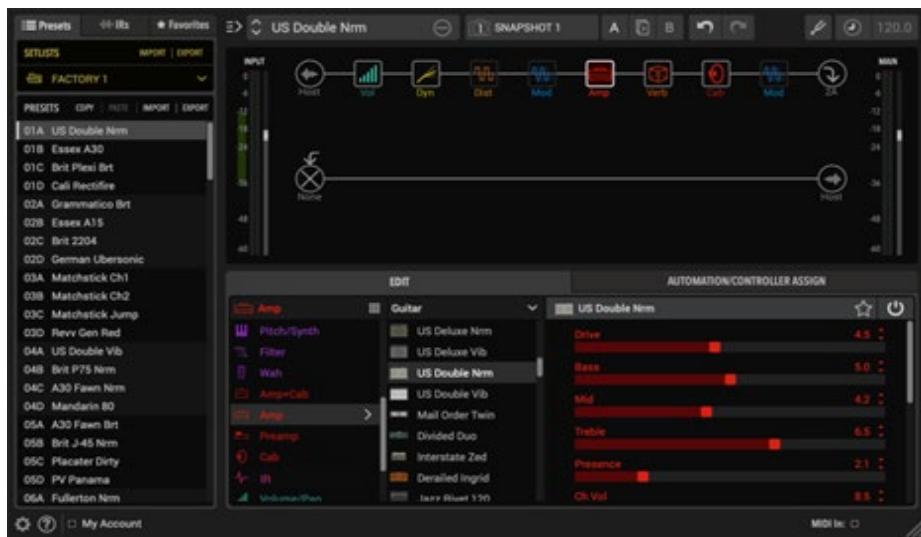 Presets IRs ★ Favorites
US Double Nrm
1 SNAPSHOT 1
A B
120.0
SETLISTS IMPORT | EXPORT
FACTORY 1
PRESETS COPY | PASTE | IMPORT | EXPORT
01A US Double Nrm
01B Essex A30
01C Brit Plexi Brt
01D Cali Rectifire
02A Grammatico Brt
02B Essex A15
02C Brit 2204
02D German Ubersonic
03A Matchstick Ch1
03B Matchstick Ch2
03C Matchstick Jump
03D Revv Gen Red
04A US Double Vib
04B Brit P75 Nrm
04C A30 Fawn Nrm
04D Mandarin 80
05A A30 Fawn Brt
05B Brit J-45 Nrm
05C Placater Dirty
05D PV Panama
06A Fullerton Nrm
INPUT
MAIN
Host Vol Dyn Dist Mod Amp Verb Cab Mod 2A
None Host
EDIT AUTOMATION/CONTROLLER ASSIGN
Amp
Pitch/Synth
Filter
Wah
Amp+Cab
Amp
Preamp
Cab
IR
Volume/Pan
Guitar
US Deluxe Nrm
US Deluxe Vib
US Double Nrm
US Double Vib
Mail Order Twin
Divided Duo
Interstate Zed
Derailed Ingrid
Jazz Rivet 120
US Double Nrm
Drive 4.5
Bass 5.0
Mid 4.2
Treble 6.5
Presence 2.1
Ch Vol 8.5
My Account
MIDI In: